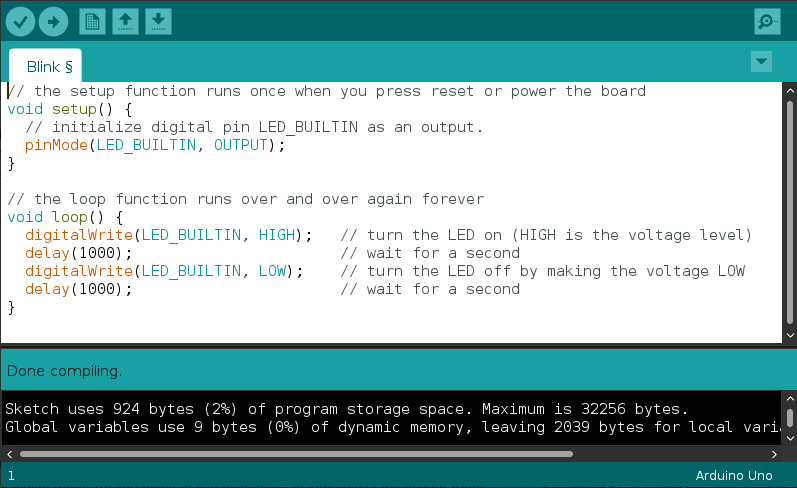 Blink §
// the setup function runs once when you press reset or power the board
void setup() {
  // initialize digital pin LED_BUILTIN as an output.
  pinMode(LED_BUILTIN, OUTPUT);
}

// the loop function runs over and over again forever
void loop() {
  digitalWrite(LED_BUILTIN, HIGH);   // turn the LED on (HIGH is the voltage level)
  delay(1000);                       // wait for a second
  digitalWrite(LED_BUILTIN, LOW);    // turn the LED off by making the voltage LOW
  delay(1000);                       // wait for a second
}
Done compiling.
Sketch uses 924 bytes (2%) of program storage space. Maximum is 32256 bytes.
Global variables use 9 bytes (0%) of dynamic memory, leaving 2039 bytes for local
1 Arduino Uno